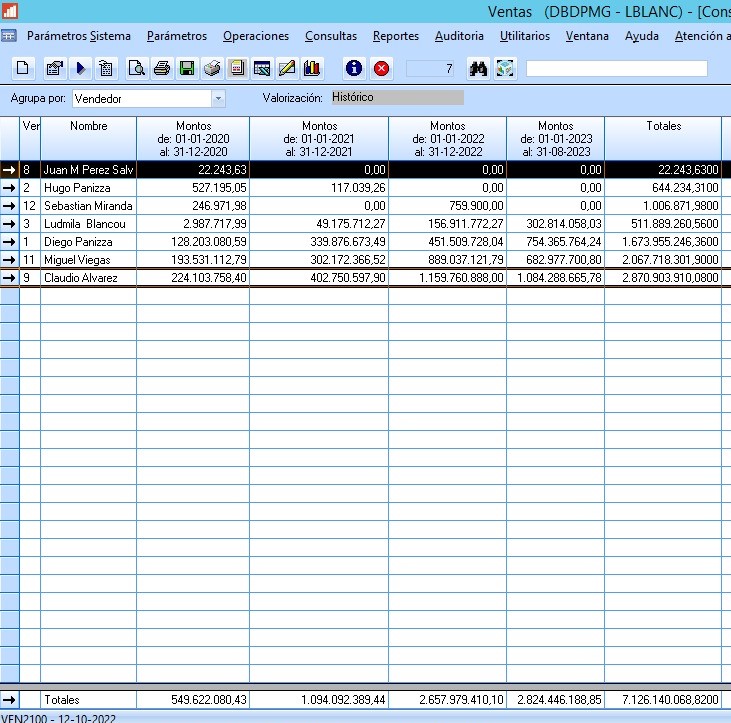 Ventas (DBDPMG - LBLANC) - [Cons
Parámetros Sistema Parámetros Operaciones Consultas Reportes Auditoria Utilitarios Ventana Ayuda Atención a
7
Agrupa por: Vendedor Valorización: Histórico
Ver Nombre Montos Montos Montos Montos Totales
de: 01-01-2020 de: 01-01-2021 de: 01-01-2022 de: 01-01-2023
al: 31-12-2020 al: 31-12-2021 al: 31-12-2022 al: 31-08-2023
8 Juan M Perez Salv 22.243,63 0,00 0,00 0,00 22.243,6300
2 Hugo Panizza 527.195,05 117.039,26 0,00 0,00 644.234,3100
12 Sebastian Miranda 246.971,98 0,00 759.900,00 0,00 1.006.871,9800
3 Ludmila Blancou 2.987.717,99 49.175.712,27 156.911.772,27 302.814.058,03 511.889.260,5600
1 Diego Panizza 128.203.080,59 339.876.673,49 451.509.728,04 754.365.764,24 1.673.955.246,3600
11 Miguel Viegas 193.531.112,79 302.172.366,52 889.037.121,79 682.977.700,80 2.067.718.301,9000
9 Claudio Alvarez 224.103.758,40 402.750.597,90 1.159.760.888,00 1.084.288.665,78 2.870.903.910,0800
Totales 549.622.080,43 1.094.092.389,44 2.657.979.410,10 2.824.446.188,85 7.126.140.068,8200
VEN2100 - 12-10-2022